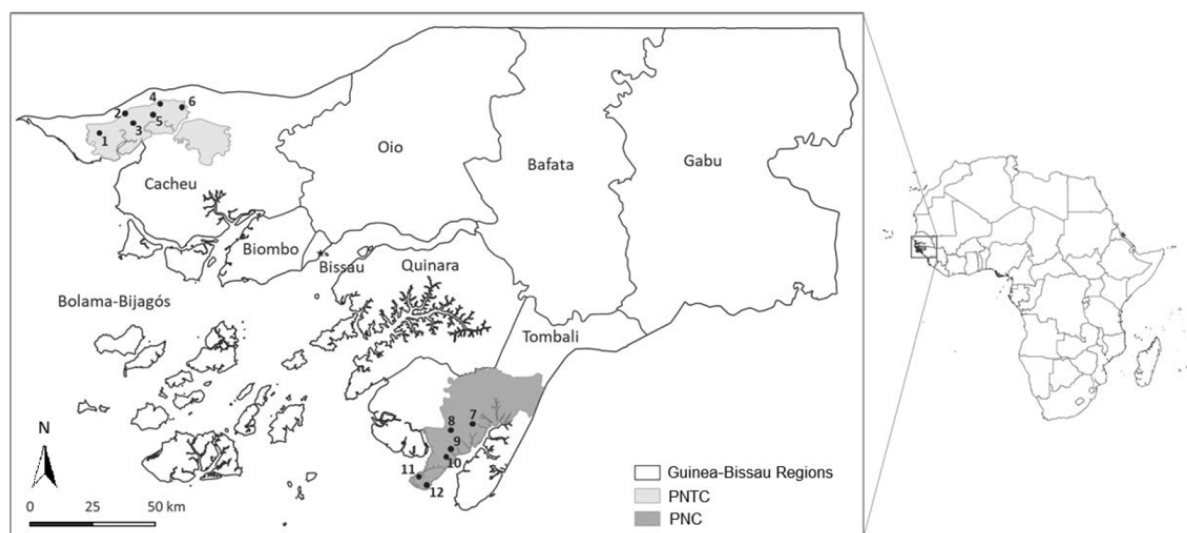 4
6
2
5
3
1
Oio
Bafata
Gabu
Cacheu
Biombo
Bissau
Quinara
Bolama-Bijagós
Tombali
7
8
9
10
11
12
N
0 25 50 km
Guinea-Bissau Regions
PNTC
PNC